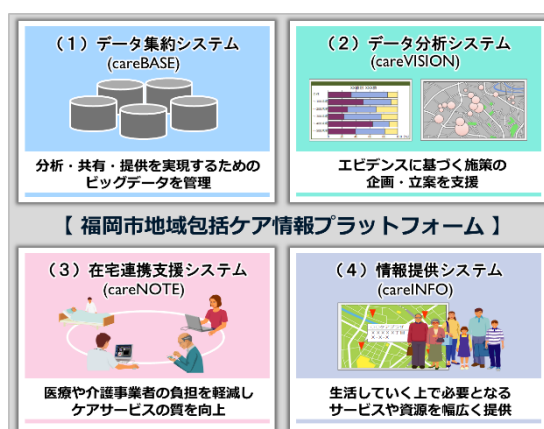 （1）データ集約システム
(careBASE)
分析・共有・提供を実現するための
ビッグデータを管理
（2）データ分析システム
(careVISION)
エビデンスに基づく施策の
企画・立案を支援
【 福岡市地域包括ケア情報プラットフォーム 】
（3）在宅連携支援システム
(careNOTE)
医療や介護事業者の負担を軽減し
ケアサービスの質を向上
（4）情報提供システム
(careINFO)
生活していく上で必要となる
サービスや資源を幅広く提供